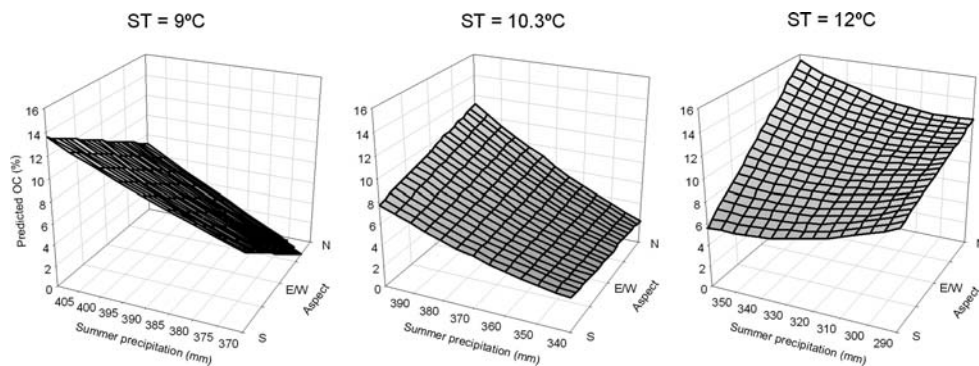 ST = 9ºC
ST = 10.3ºC
ST = 12ºC
Predicted OC (%)
16
14
12
10
8
6
4
2
0
405
400
395
390
385
380
375
370
Summer precipitation (mm)
S
E/W
N
Aspect
16
14
12
10
8
6
4
2
0
390
380
370
360
350
340
Summer precipitation (mm)
S
E/W
N
Aspect
16
14
12
10
8
6
4
2
0
350
340
330
320
310
300
290
Summer precipitation (mm)
S
E/W
N
Aspect